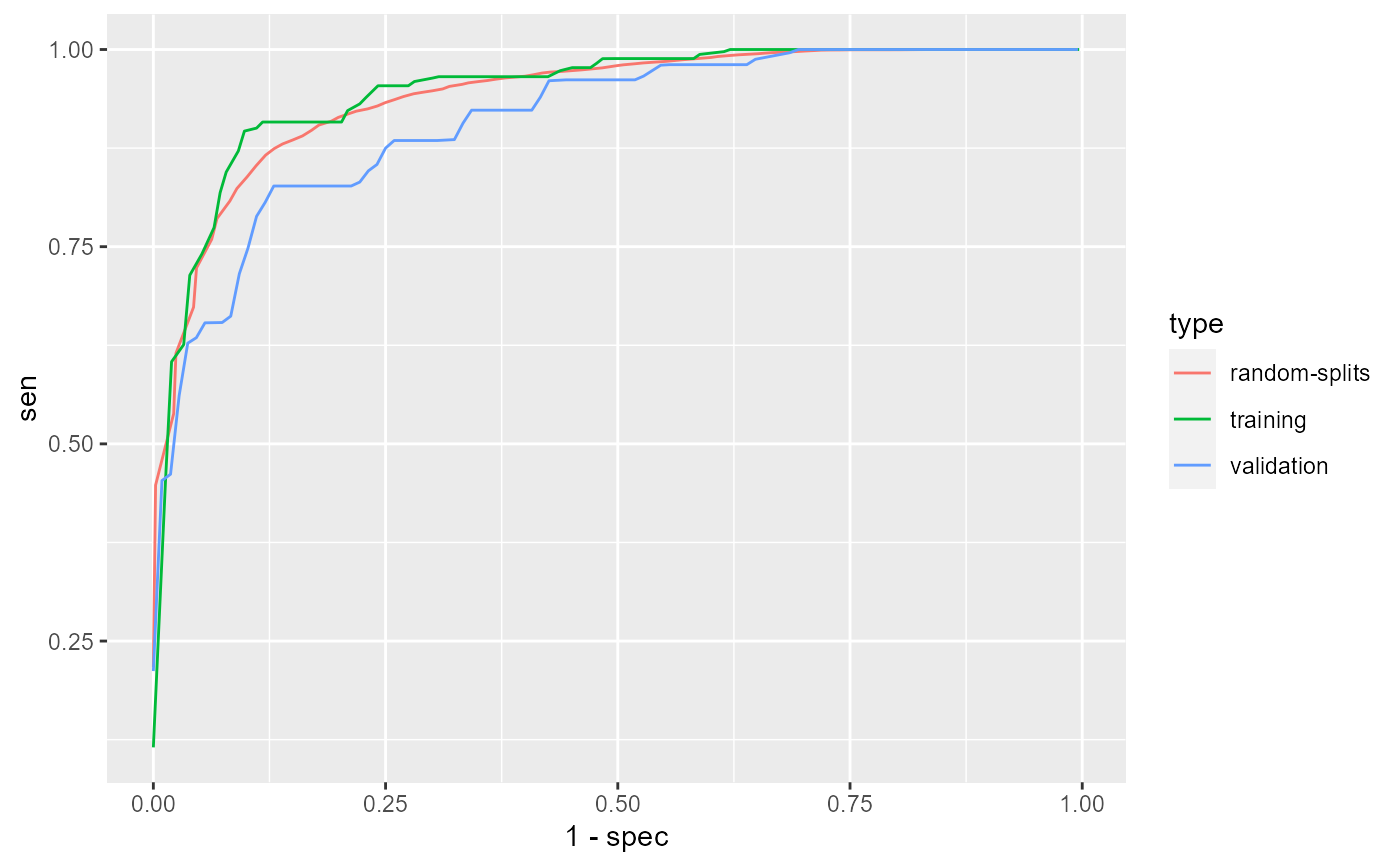 1.00
0.75
0.50
0.25
sen
0.00 0.25 0.50 0.75 1.00
1 - spec
type
random-splits
training
validation